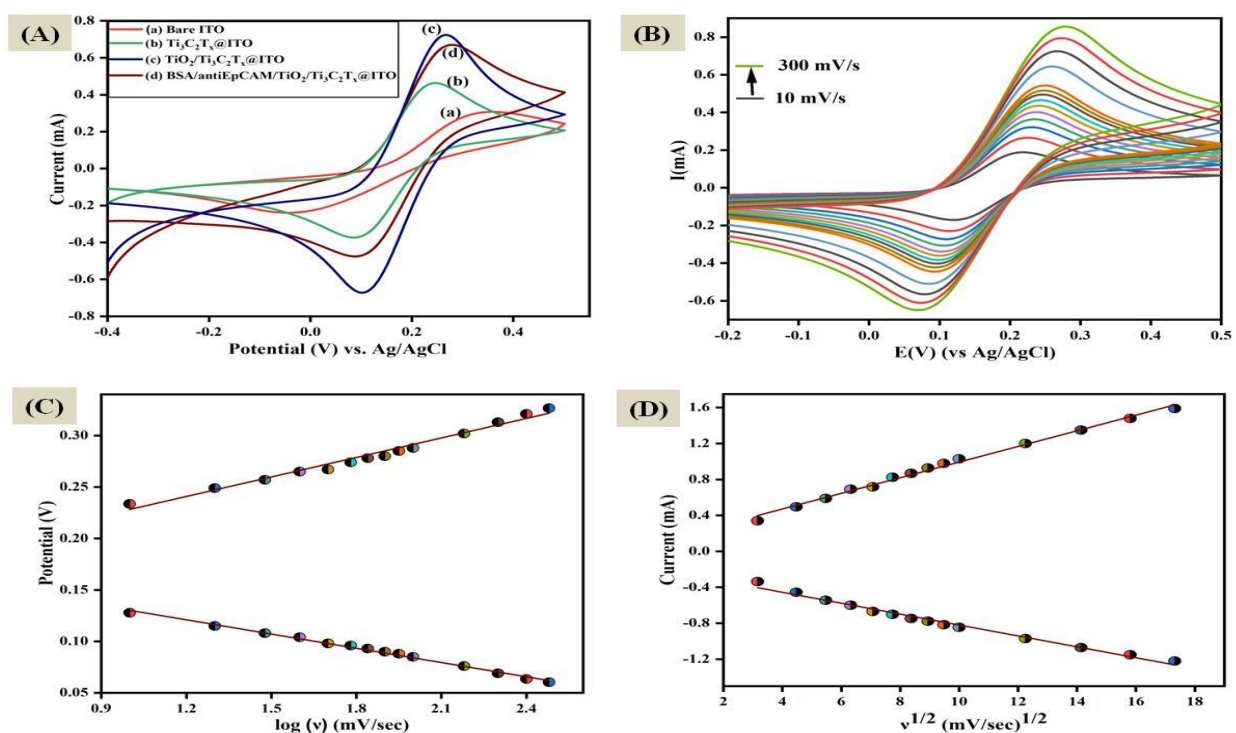 (A)
(a) Bare ITO
(b) Ti₃C₂Tₓ@ITO
(c) TiO₂/Ti₃C₂Tₓ@ITO
(d) BSA/antiEpCAM/TiO₂/Ti₃C₂Tₓ@ITO
(c)
(d)
(b)
(a)
0.8
0.6
0.4
0.2
0.0
-0.2
-0.4
-0.6
-0.8
Current (mA)
-0.4 -0.2 0.0 0.2 0.4
Potential (V) vs. Ag/AgCl
(B)
300 mV/s
10 mV/s
0.8
0.6
0.4
0.2
0.0
-0.2
-0.4
-0.6
I(mA)
-0.2 -0.1 0.0 0.1 0.2 0.3 0.4 0.5
E(V) (vs Ag/AgCl)
(C)
0.30
0.25
0.20
0.15
0.10
0.05
Potential (V)
0.9 1.2 1.5 1.8 2.1 2.4
log (ν) (mV/sec)
(D)
1.6
1.2
0.8
0.4
0.0
-0.4
-0.8
-1.2
Current (mA)
2 4 6 8 10 12 14 16 18
ν^1/2 (mV/sec)^1/2